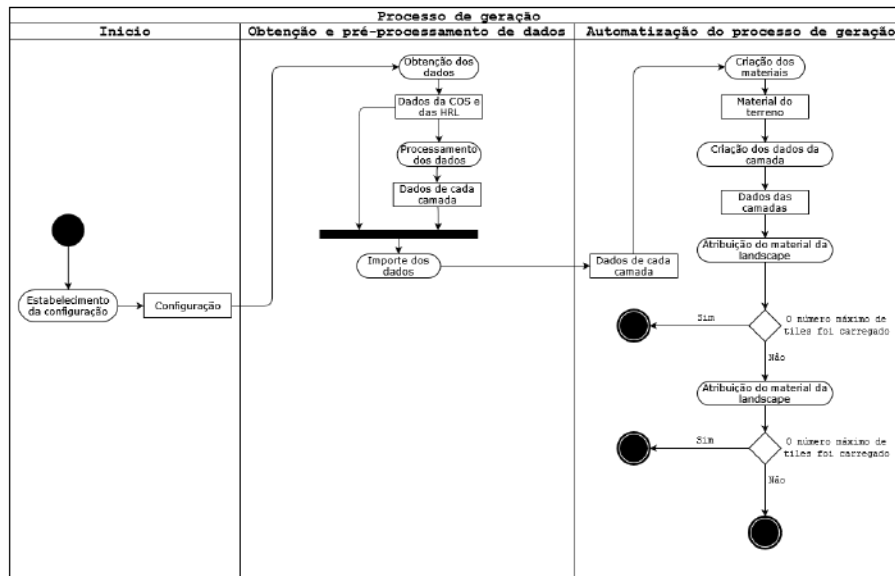 Processo de geração
Inicio
Obtenção e pré-processamento de dados
Automatização do processo de geração
Estabelecimento
da configuração
Configuração
Obtenção dos
dados
Dados da COS e
das HRL
Processamento
dos dados
Dados de cada
camada
Importe dos
dados
Dados de cada
camada
Criação dos
materiais
Material do
terreno
Criação dos dados da
camada
Dados das
camadas
Atribuição do material da
landscape
Sim
O número máximo de
tiles foi carregado
Não
Atribuição do material da
landscape
Sim
O número máximo de
tiles foi carregado
Não